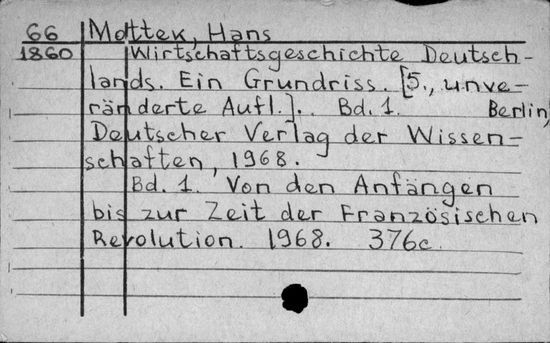 66 Mottek, Hans
1860 Wirtschaftsgeschichte Deutsch-
lands. Ein Grundriss. [5., unve-
ränderte Aufl.]. Bd. 1. Berlin,
Deutscher Verlag der Wissen-
schaften, 1968.
Bd. 1. Von den Anfängen
bis zur Zeit der Französischen
Revolution. 1968. 376c.